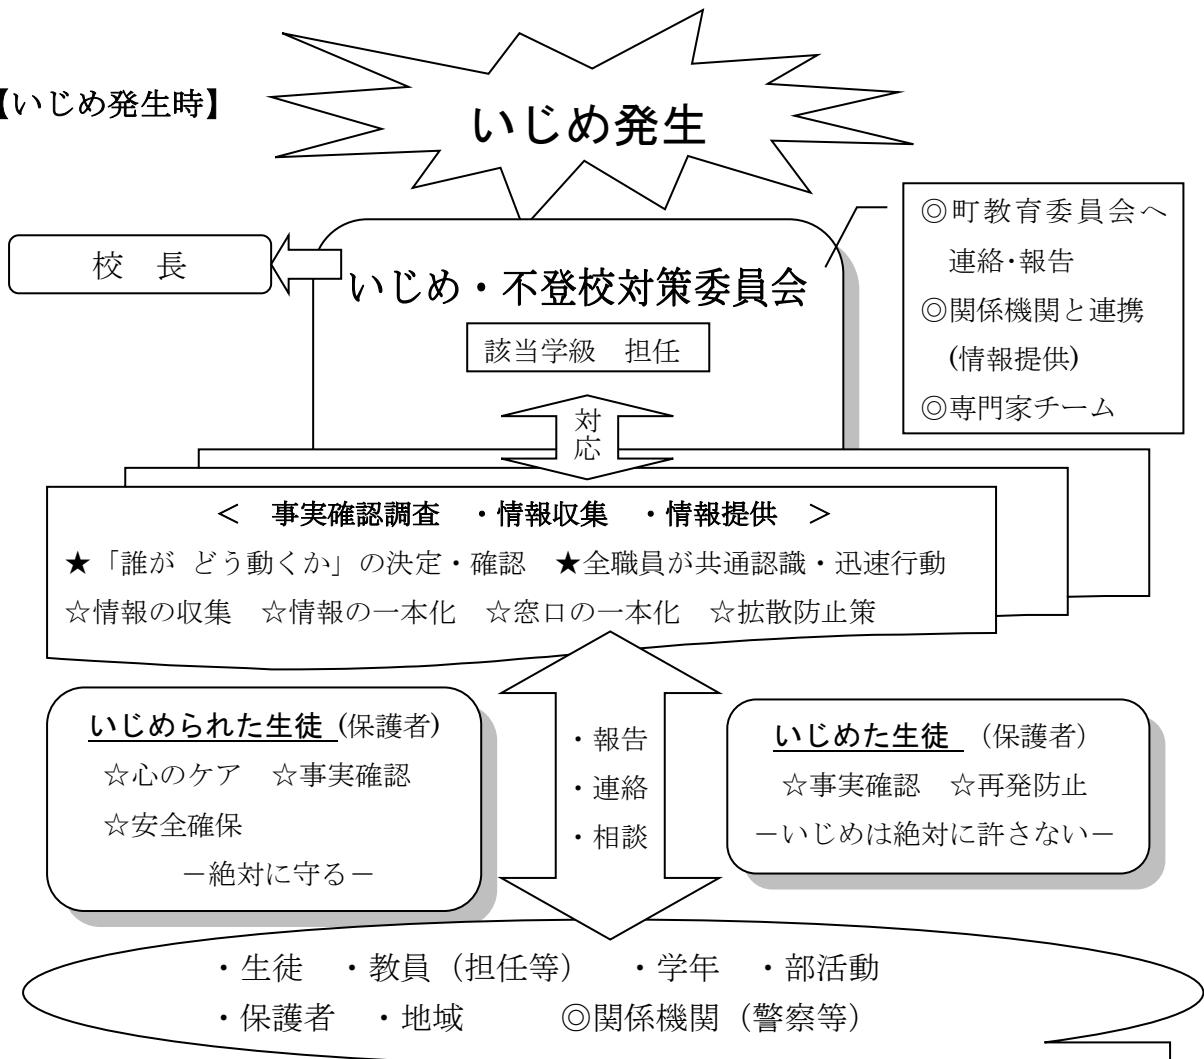 【いじめ発生時】
いじめ発生
校　長
いじめ・不登校対策委員会
該当学級　担任
◎町教育委員会へ
連絡・報告
◎関係機関と連携
(情報提供)
◎専門家チーム
対応
＜　事実確認調査　・情報収集　・情報提供　＞
★「誰が どう動くか」の決定・確認　★全職員が共通認識・迅速行動
☆情報の収集　☆情報の一本化　☆窓口の一本化　☆拡散防止策
いじめられた生徒 (保護者)
☆心のケア　☆事実確認
☆安全確保
－絶対に守る－
・報告
・連絡
・相談
いじめた生徒　（保護者）
☆事実確認　☆再発防止
－いじめは絶対に許さない－
・生徒　・教員（担任等）　・学年　・部活動
・保護者　・地域　　　◎関係機関（警察等）